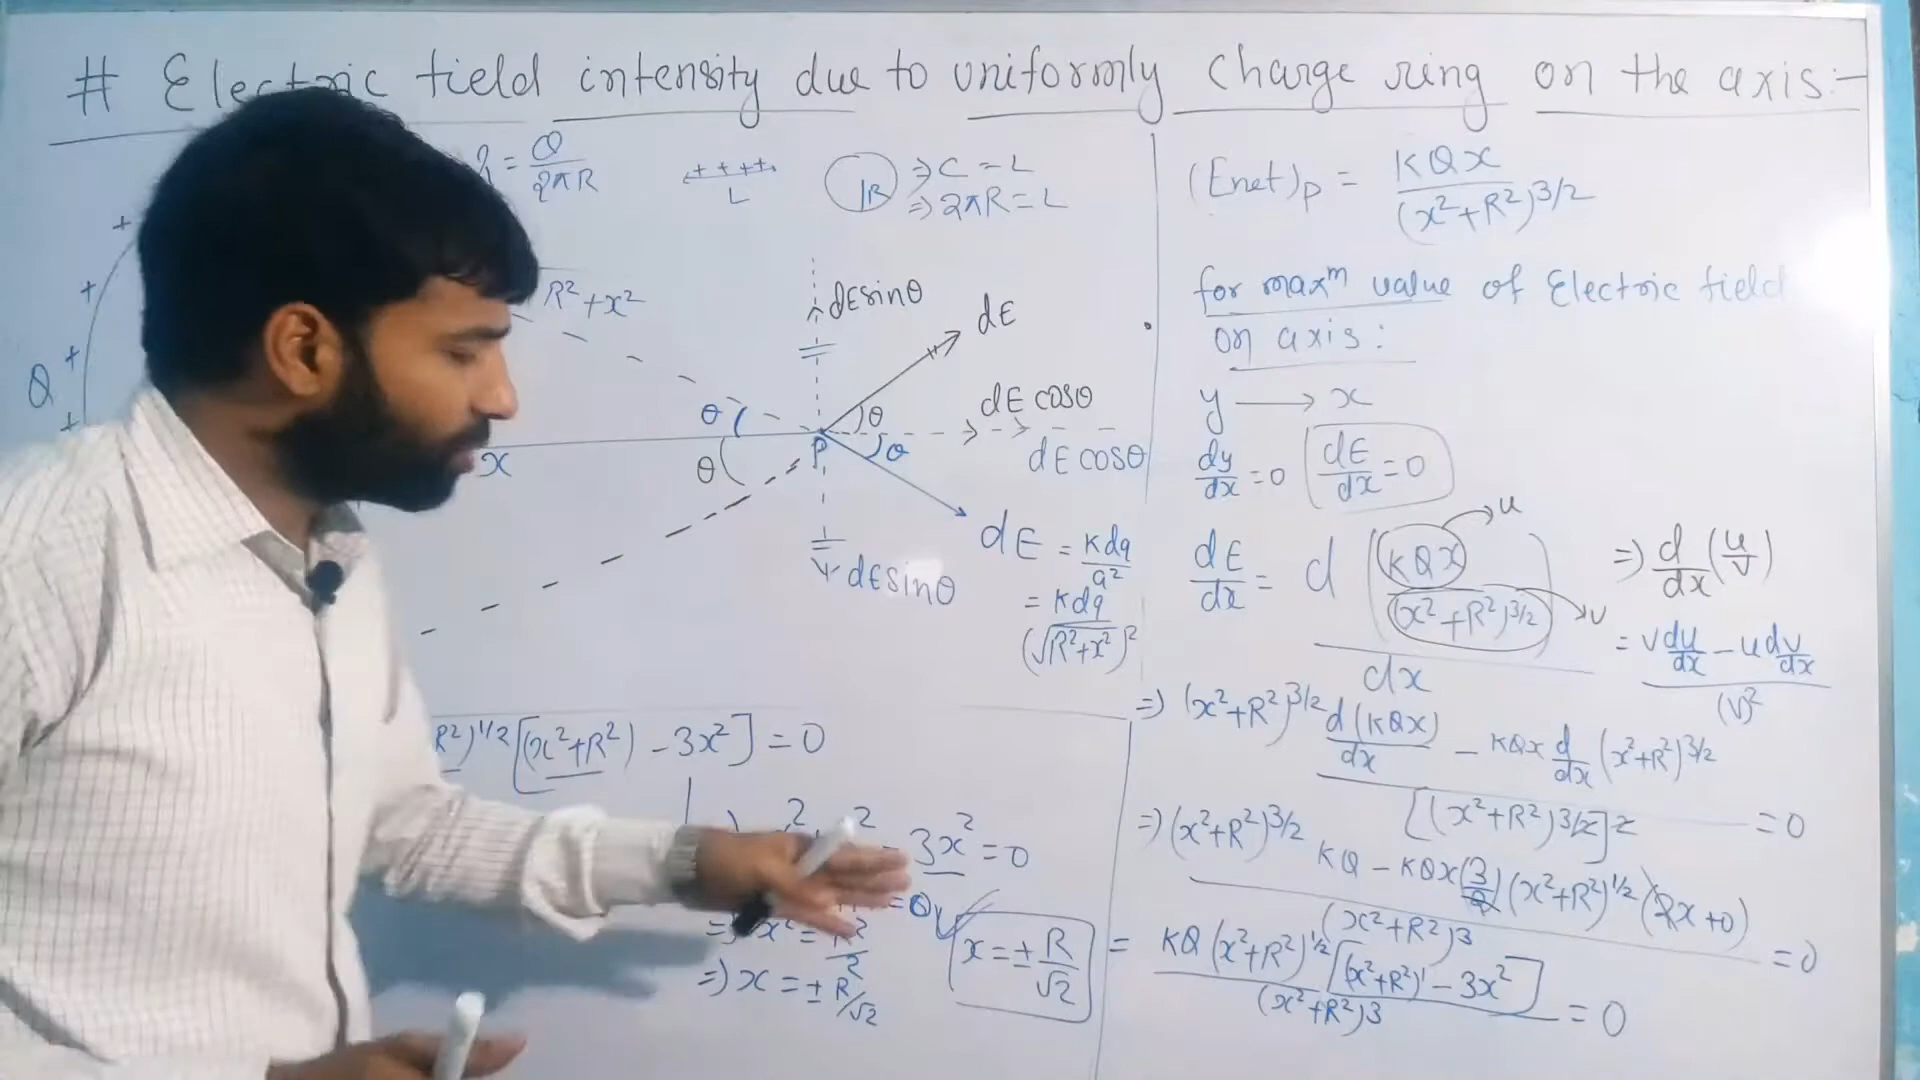 # Electric field intensity due to uniformly charge ring on the axis:-
λ = Q/2πR
++++
L
R ⇒ C = L
⇒ 2πR = L
+
+
+
+
Q
R²+x²
dEsinθ
dE
θ
θ
dE cosθ
x
θ
P
θ
dE cosθ
dEsinθ
dE = Kdq/a²
= Kdq/(√R²+x²)²
R²)^1/2 [(x²+R²) - 3x²] = 0
3x² = 0
⇒ x = ± R/√2
x = ± R/√2
(Enet)P = KQx/(x²+R²)^3/2
for maxᵐ value of Electric field
on axis:
y → x
dy/dx = 0 dE/dx = 0
dE/dx = d (KQx/(x²+R²)^3/2)/dx
u
v
⇒ d/dx (u/v)
= (v du/dx - u dv/dx)/(v)²
⇒ ((x²+R²)^3/2 d(KQx)/dx - KQx d/dx (x²+R²)^3/2)/[(x²+R²)^3/2]² = 0
⇒ ((x²+R²)^3/2 KQ - KQx (3/2) (x²+R²)^1/2 (2x+0))/(x²+R²)³ = 0
= KQ (x²+R²)^1/2 [(x²+R²)¹ - 3x²]/(x²+R²)³ = 0